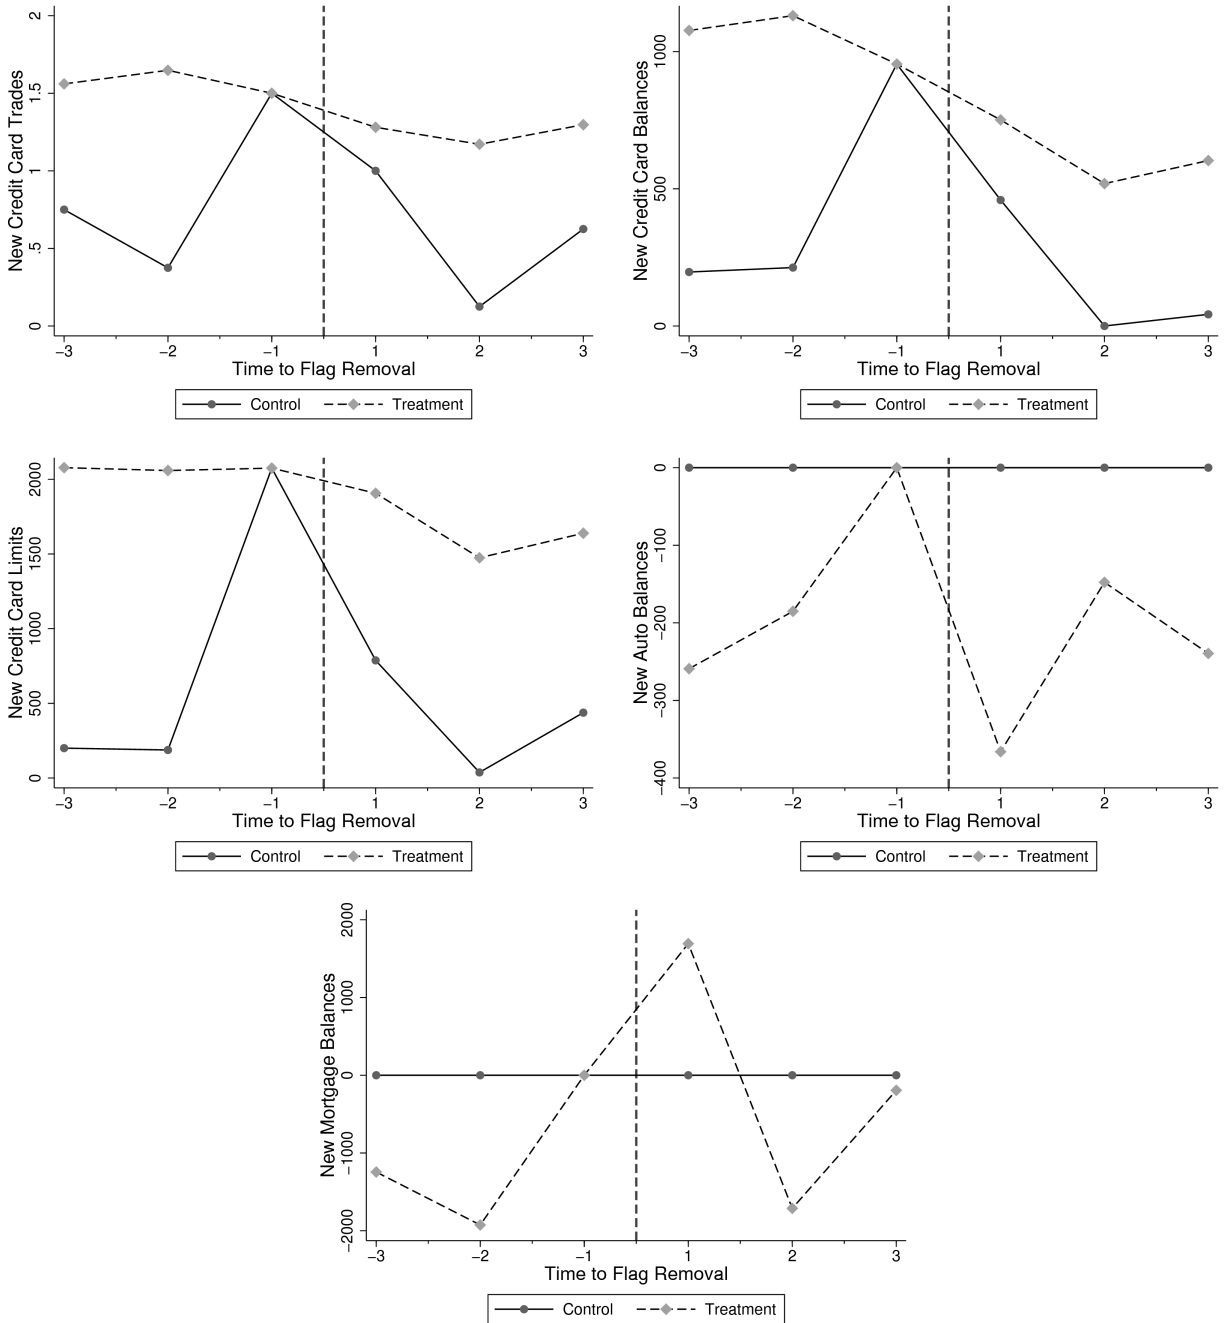 New Credit Card Trades
2
1.5
1
.5
0
−3 −2 −1 1 2 3
Time to Flag Removal
Control Treatment
New Credit Card Balances
1000
500
0
−3 −2 −1 1 2 3
Time to Flag Removal
Control Treatment
New Credit Card Limits
2000
1500
1000
500
0
−3 −2 −1 1 2 3
Time to Flag Removal
Control Treatment
New Auto Balances
0
−100
−200
−300
−400
−3 −2 −1 1 2 3
Time to Flag Removal
Control Treatment
New Mortgage Balances
2000
1000
0
−1000
−2000
−3 −2 −1 1 2 3
Time to Flag Removal
Control Treatment